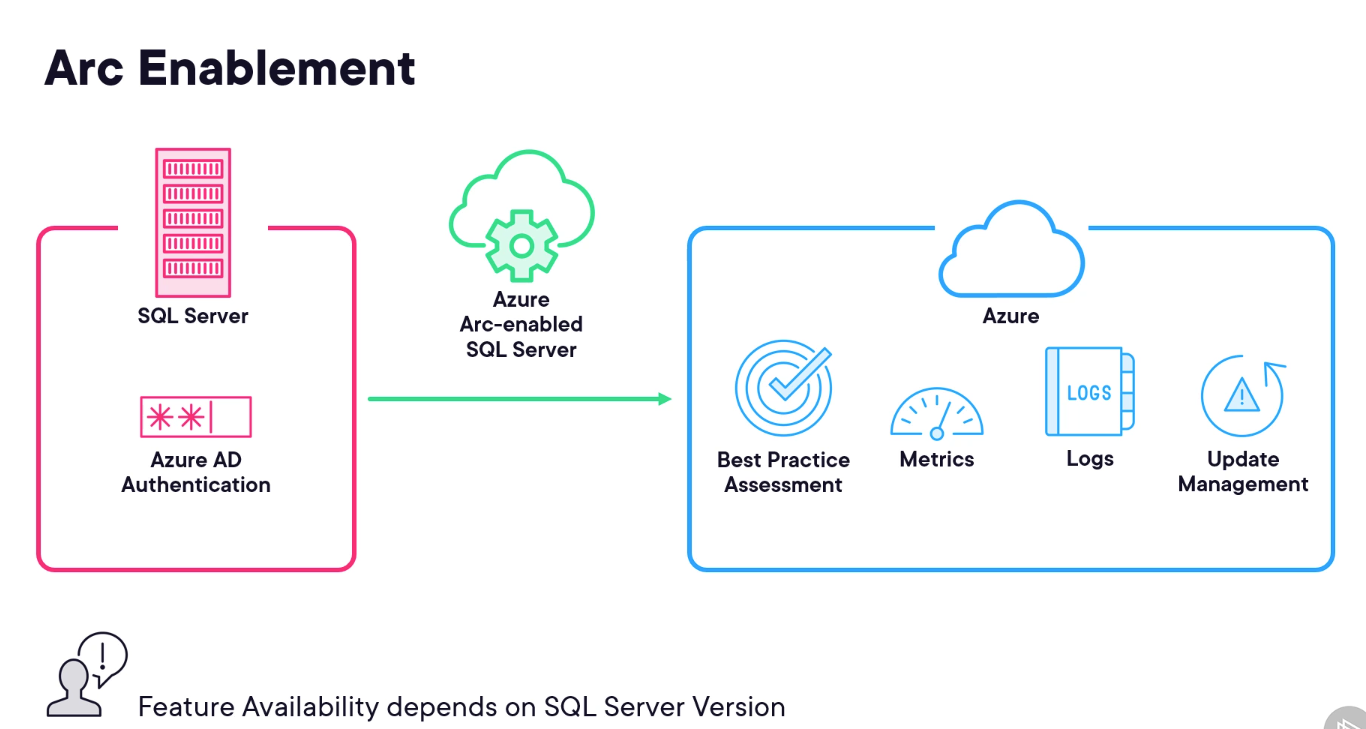 Arc Enablement
SQL Server
Azure AD
Authentication
**|
Azure
Arc-enabled
SQL Server
Azure
Best Practice
Assessment
Metrics
LOGS
Logs
!
Update
Management
!
Feature Availability depends on SQL Server Version